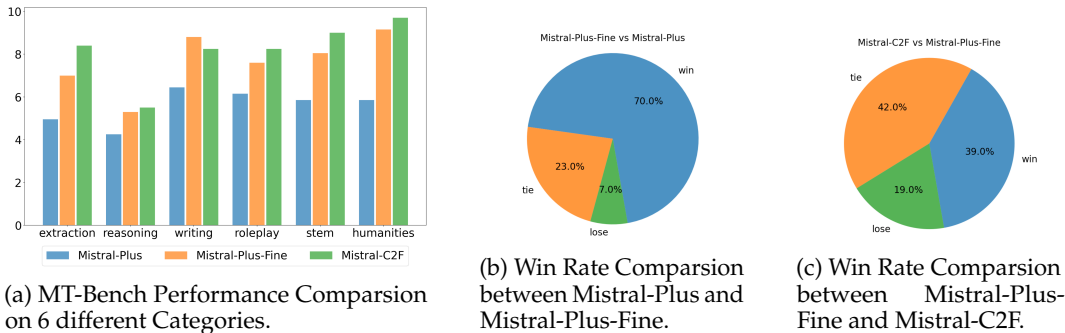 10
8
6
4
2
0
extraction reasoning writing roleplay stem humanities
Mistral-Plus Mistral-Plus-Fine Mistral-C2F
(a) MT-Bench Performance Comparsion
on 6 different Categories.
Mistral-Plus-Fine vs Mistral-Plus
win
70.0%
23.0%
tie
7.0%
lose
(b) Win Rate Comparsion
between Mistral-Plus and
Mistral-Plus-Fine.
Mistral-C2F vs Mistral-Plus-Fine
tie
42.0%
39.0%
win
19.0%
lose
(c) Win Rate Comparsion
between Mistral-Plus-
Fine and Mistral-C2F.